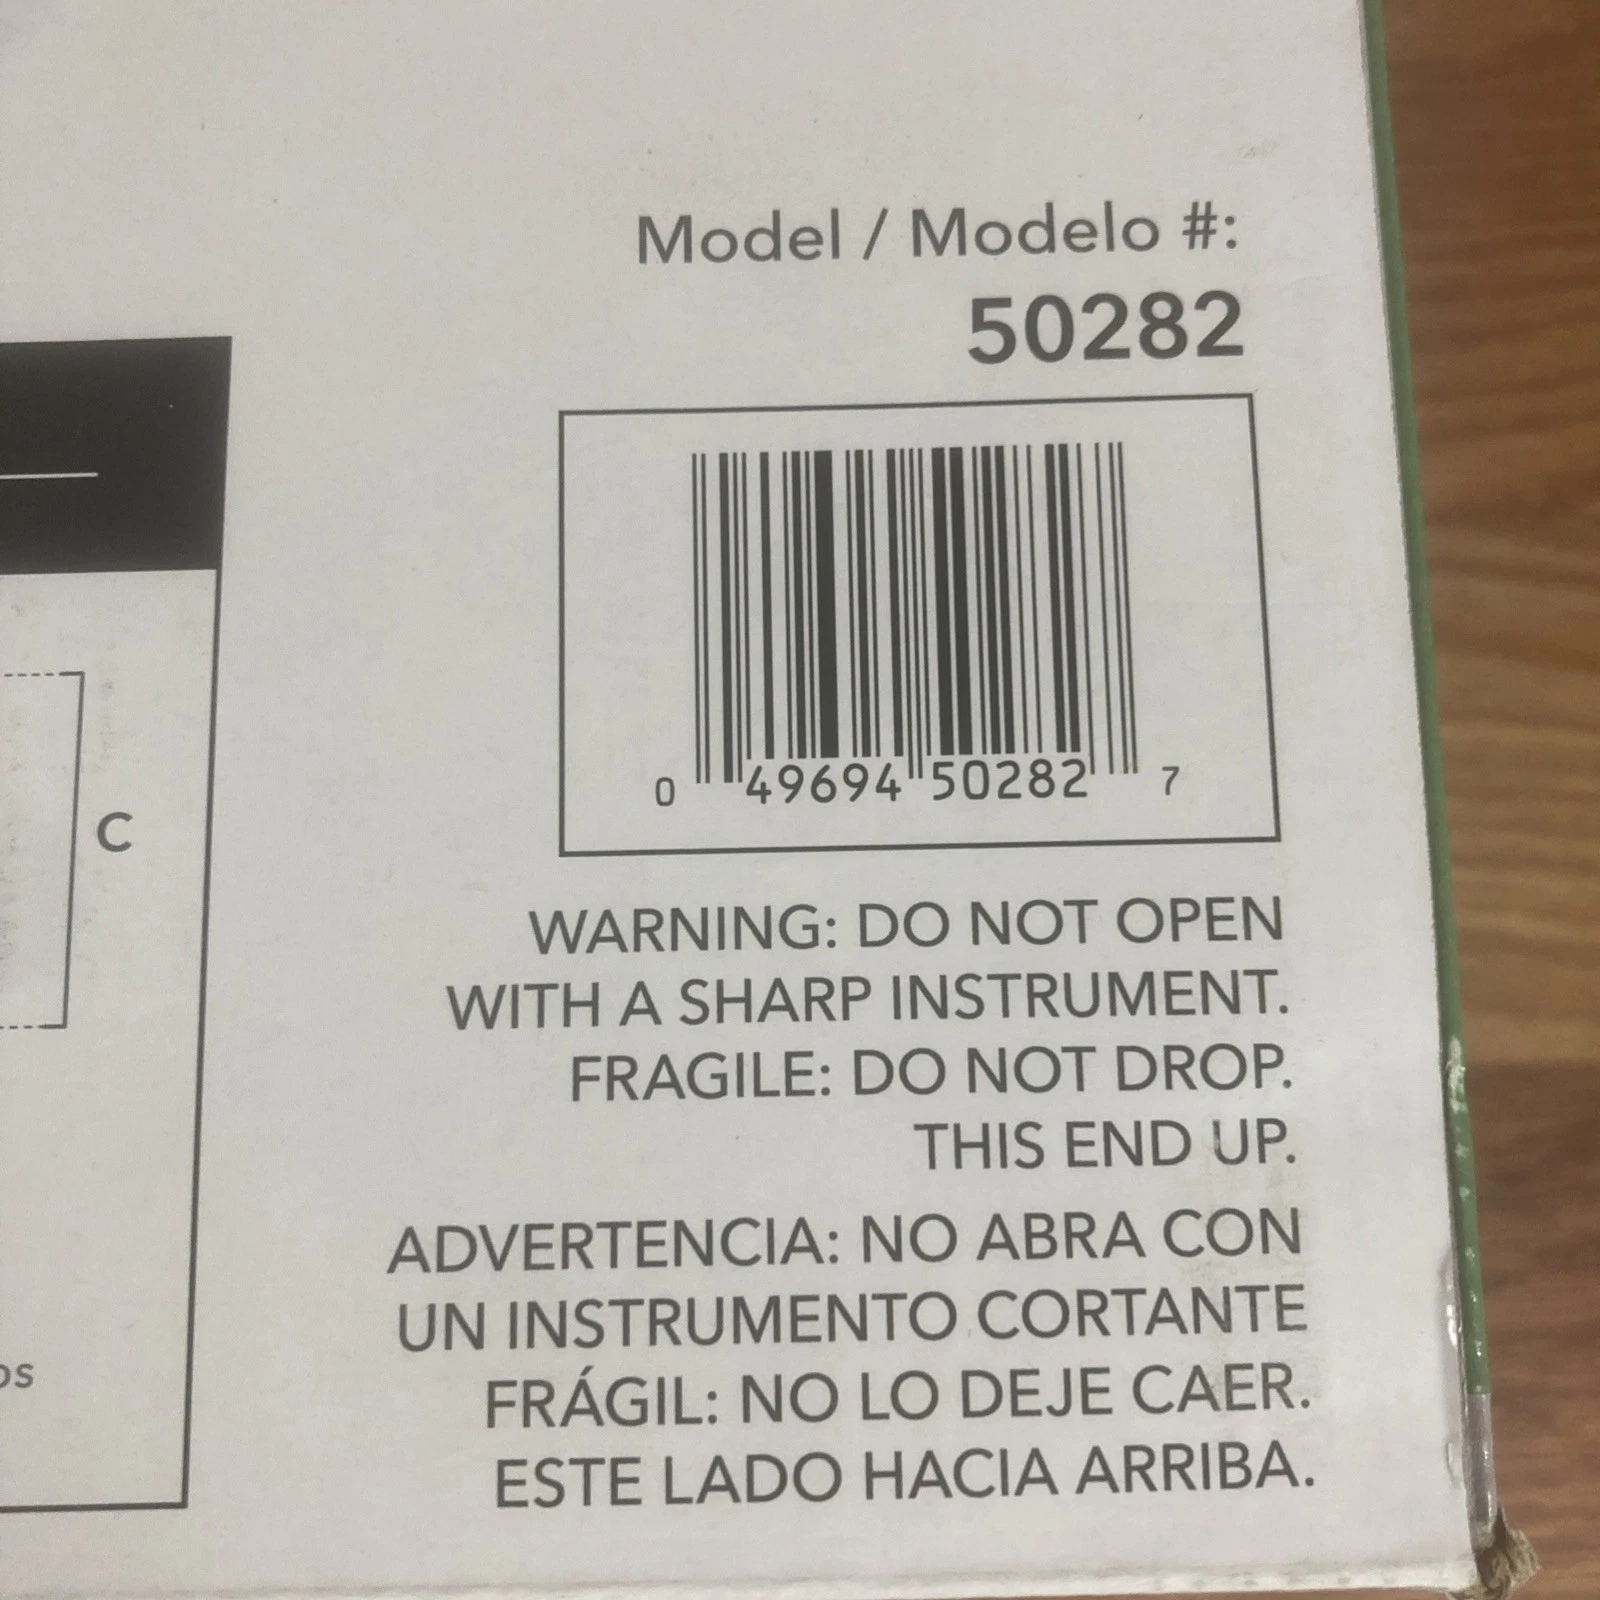 Model / Modelo #:
50282
0 49694 50282 7
C
WARNING: DO NOT OPEN
WITH A SHARP INSTRUMENT.
FRAGILE: DO NOT DROP.
THIS END UP.
ADVERTENCIA: NO ABRA CON
UN INSTRUMENTO CORTANTE
FRÁGIL: NO LO DEJE CAER.
ESTE LADO HACIA ARRIBA.